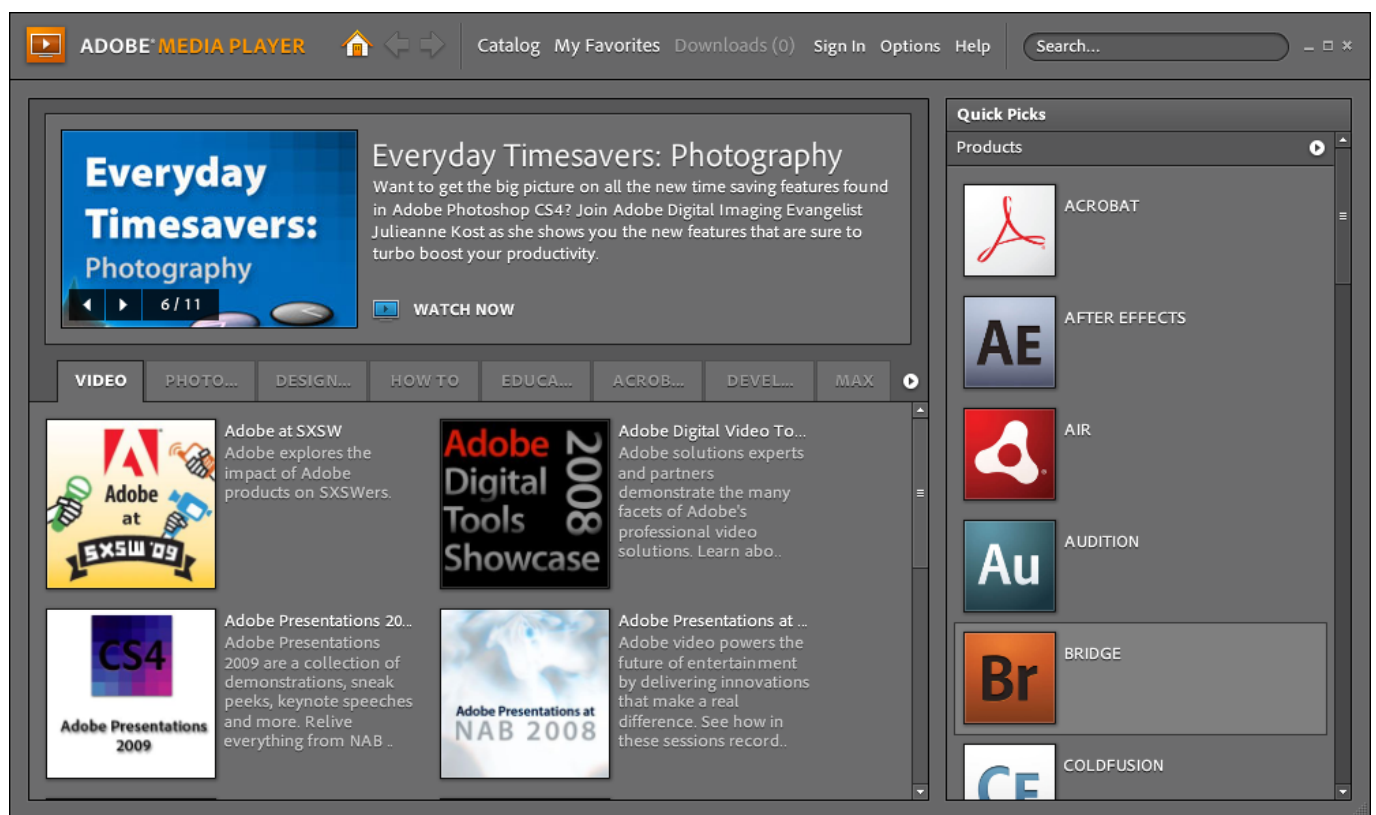 ADOBE® MEDIA PLAYER
Catalog My Favorites Downloads (0) Sign In Options Help Search...
Everyday
Timesavers:
Photography
6 / 11
Everyday Timesavers: Photography
Want to get the big picture on all the new time saving features found
in Adobe Photoshop CS4? Join Adobe Digital Imaging Evangelist
Julieanne Kost as she shows you the new features that are sure to
turbo boost your productivity.
WATCH NOW
VIDEO PHOTO... DESIGN... HOW TO EDUCA... ACROB... DEVEL... MAX
Adobe
at
SXSW '09
Adobe at SXSW
Adobe explores the
impact of Adobe
products on SXSWers.
Adobe
Digital
Tools
Showcase
2008
Adobe Digital Video To...
Adobe solutions experts
and partners
demonstrate the many
facets of Adobe's
professional video
solutions. Learn abo..
CS4
Adobe Presentations
2009
Adobe Presentations 20...
Adobe Presentations
2009 are a collection of
demonstrations, sneak
peeks, keynote speeches
and more. Relive
everything from NAB ..
Adobe Presentations at
NAB 2008
Adobe Presentations at ...
Adobe video powers the
future of entertainment
by delivering innovations
that make a real
difference. See how in
these sessions record..
Quick Picks
Products
ACROBAT
AE
AFTER EFFECTS
AIR
Au
AUDITION
Br
BRIDGE
CF
COLDFUSION